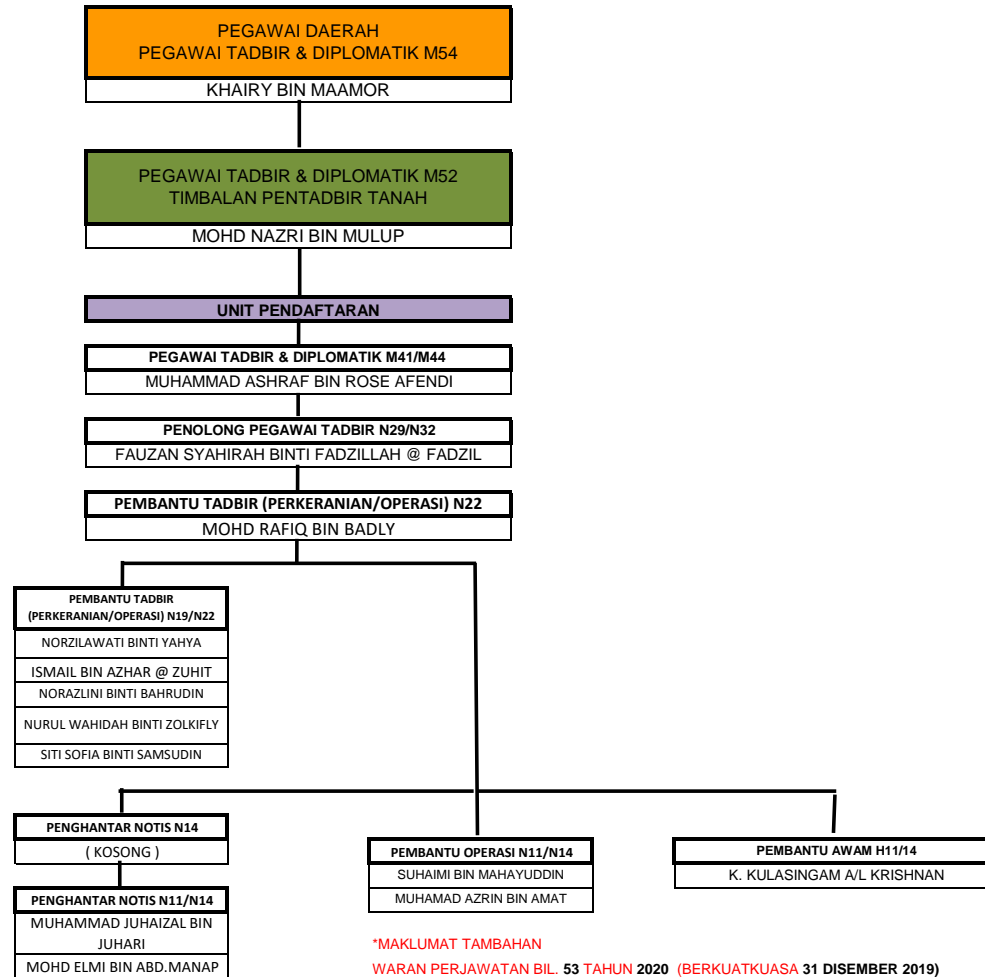 PEGAWAI DAERAH
PEGAWAI TADBIR & DIPLOMATIK M54
KHAIRY BIN MAAMOR
PEGAWAI TADBIR & DIPLOMATIK M52
TIMBALAN PENTADBIR TANAH
MOHD NAZRI BIN MULUP
UNIT PENDAFTARAN
PEGAWAI TADBIR & DIPLOMATIK M41/M44
MUHAMMAD ASHRAF BIN ROSE AFENDI
PENOLONG PEGAWAI TADBIR N29/N32
FAUZAN SYAHIRAH BINTI FADZILLAH @ FADZIL
PEMBANTU TADBIR (PERKERANIAN/OPERASI) N22
MOHD RAFIQ BIN BADLY
PEMBANTU TADBIR
(PERKERANIAN/OPERASI) N19/N22
NORZILAWATI BINTI YAHYA
ISMAIL BIN AZHAR @ ZUHIT
NORAZLINI BINTI BAHRUDIN
NURUL WAHIDAH BINTI ZOLKIFLY
SITI SOFIA BINTI SAMSUDIN
PENGHANTAR NOTIS N14
( KOSONG )
PENGHANTAR NOTIS N11/N14
MUHAMMAD JUHAIZAL BIN
JUHARI
MOHD ELMI BIN ABD.MANAP
PEMBANTU OPERASI N11/N14
SUHAIMI BIN MAHAYUDDIN
MUHAMAD AZRIN BIN AMAT
PEMBANTU AWAM H11/14
K. KULASINGAM A/L KRISHNAN
*MAKLUMAT TAMBAHAN
WARAN PERJAWATAN BIL. 53 TAHUN 2020 (BERKUATKUASA 31 DISEMBER 2019)